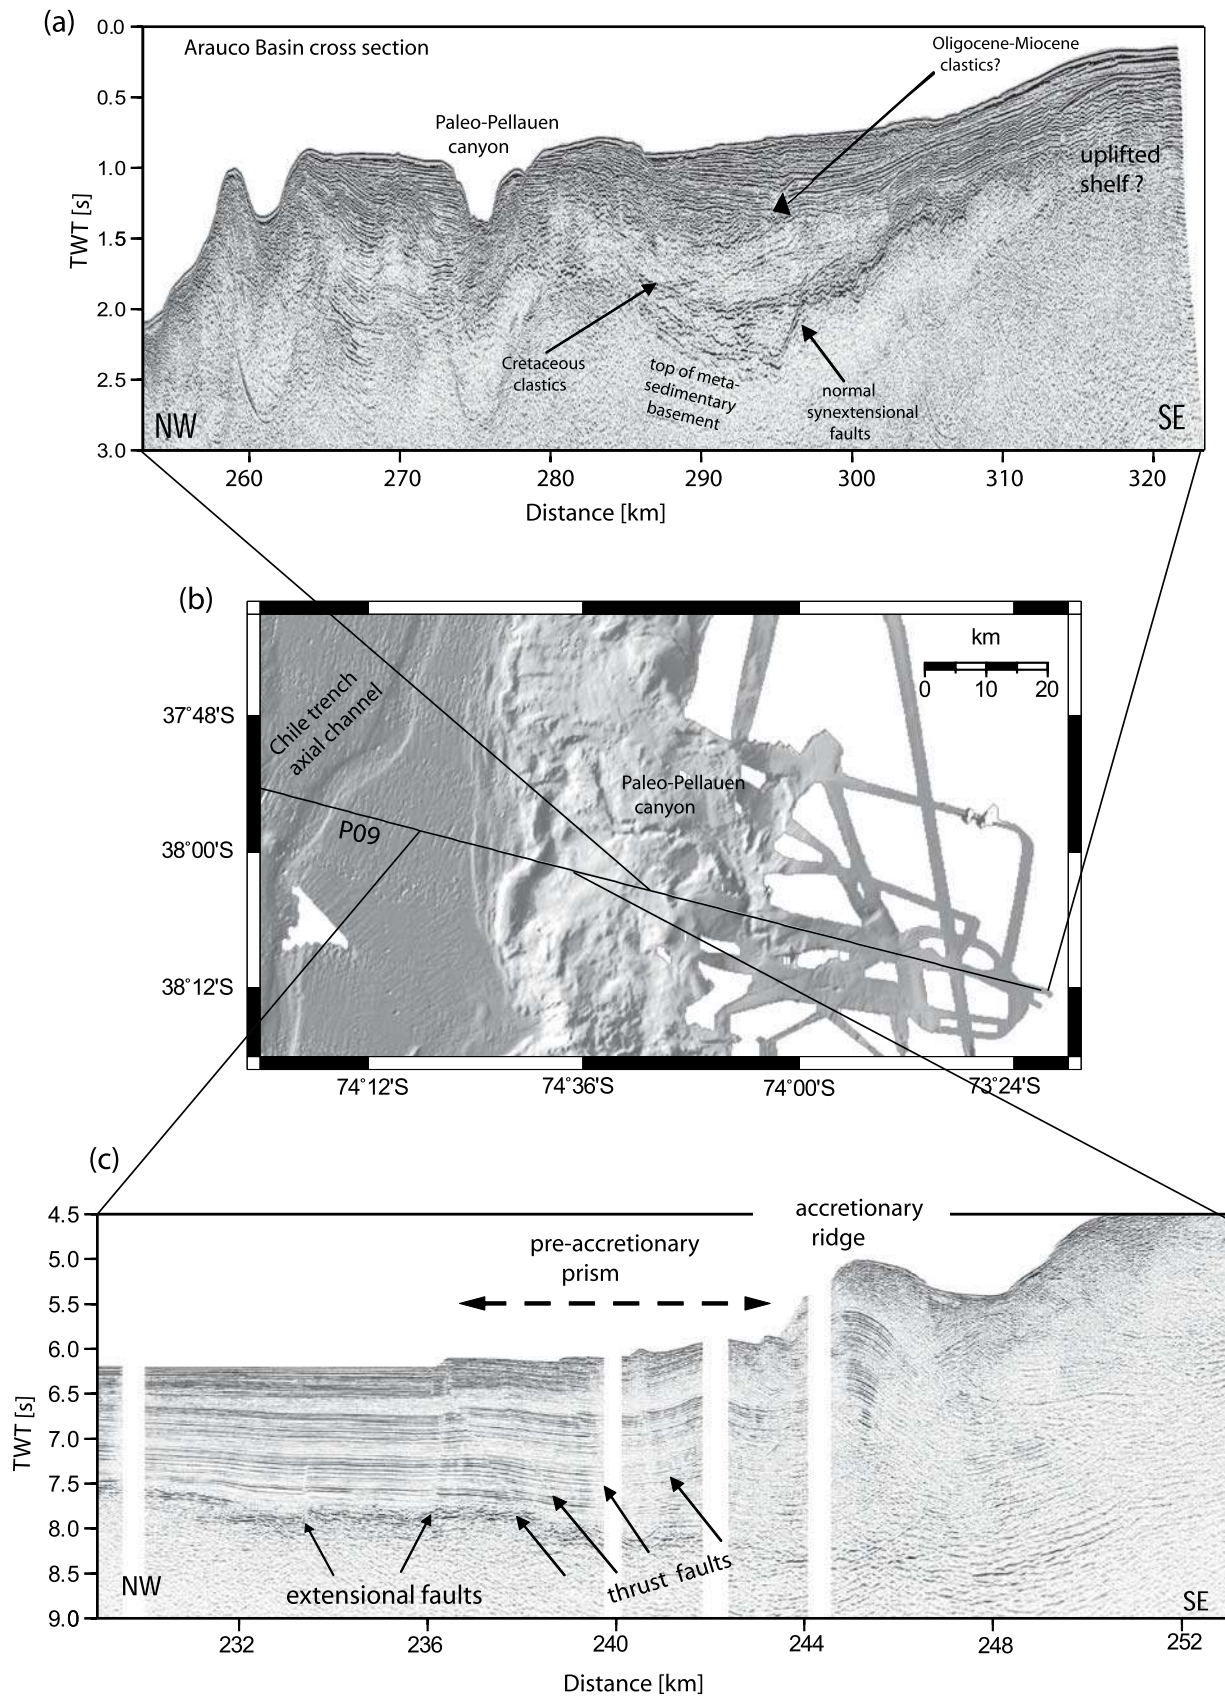 (a)
Arauco Basin cross section
Oligocene-Miocene
clastics?
Paleo-Pellauen
canyon
uplifted
shelf ?
Cretaceous
clastics
top of meta-
sedimentary
basement
normal
synextensional
faults
NW
SE
TWT [s]
0.0
0.5
1.0
1.5
2.0
2.5
3.0
260 270 280 290 300 310 320
Distance [km]
(b)
km
0 10 20
Chile trench
axial channel
Paleo-Pellauen
canyon
P09
37°48'S
38°00'S
38°12'S
74°12'S 74°36'S 74°00'S 73°24'S
(c)
accretionary
ridge
pre-accretionary
prism
TWT [s]
4.5
5.0
5.5
6.0
6.5
7.0
7.5
8.0
8.5
9.0
extensional faults
thrust faults
NW
SE
232 236 240 244 248 252
Distance [km]